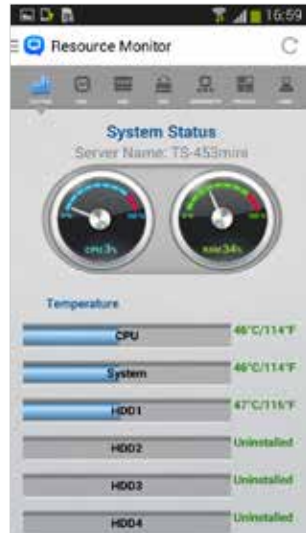 16:59
Resource Monitor
System Status
Server Name: TS-453mini
CPU 3%
RAM 34%
Temperature
CPU 46°C/114°F
System 46°C/114°F
HDD1 47°C/116°F
HDD2 Uninstalled
HDD3 Uninstalled
HDD4 Uninstalled